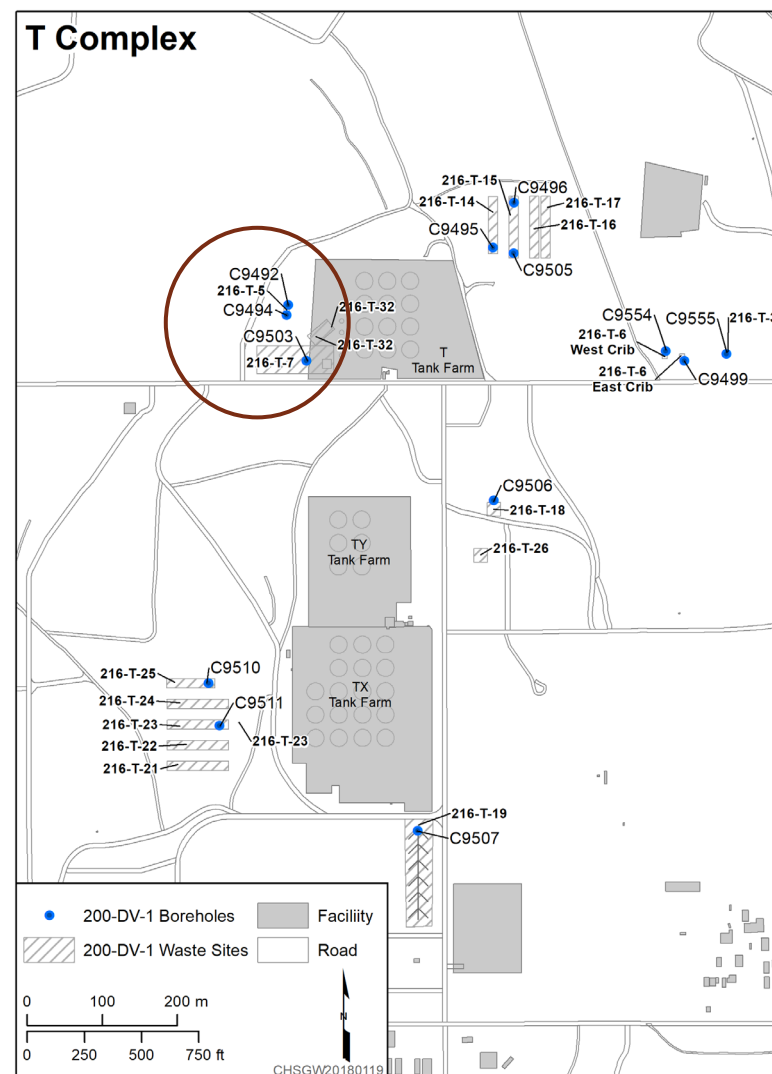 T Complex
216-T-15
C9496
216-T-14
216-T-17
216-T-16
C9495
C9505
C9492
216-T-5
C9494
216-T-32
C9503
216-T-32
216-T-7
T
Tank Farm
C9554
C9555
216-T-3
216-T-6
West Crib
216-T-6
East Crib
C9499
C9506
216-T-18
TY
Tank Farm
216-T-26
C9510
216-T-25
216-T-24
C9511
216-T-23
216-T-23
216-T-22
216-T-21
TX
Tank Farm
216-T-19
C9507
200-DV-1 Boreholes
Faciliity
200-DV-1 Waste Sites
Road
0 100 200 m
0 250 500 750 ft
N
CHSGW20180119